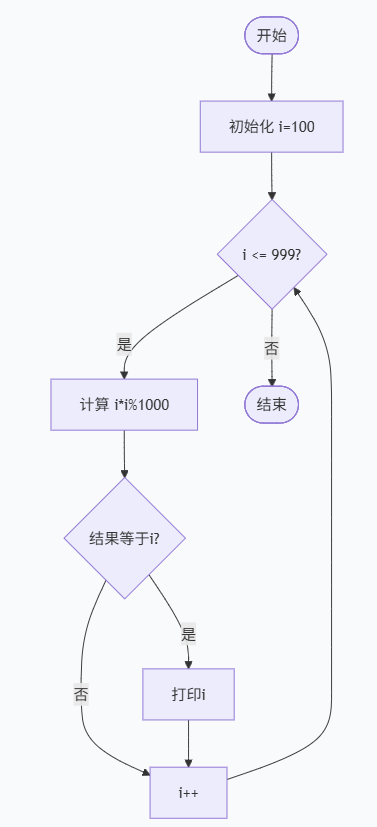 开始
初始化 i=100
i <= 999?
是
否
计算 i*i%1000
结束
结果等于i?
是
否
打印i
i++